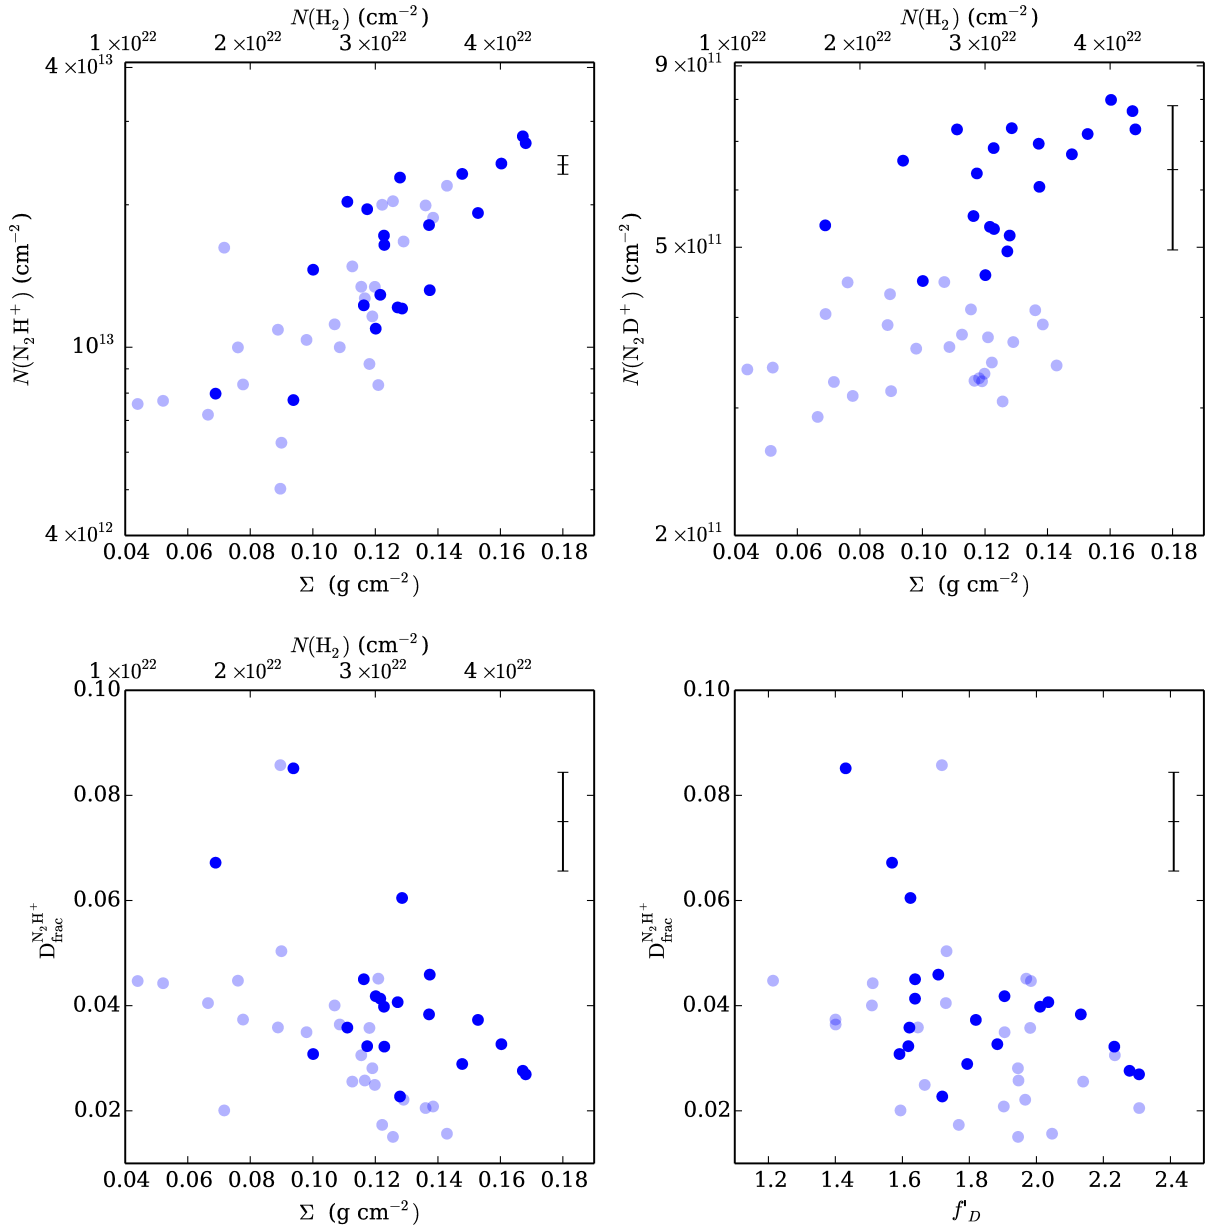 N(H₂) (cm⁻²)
1×10²² 2×10²² 3×10²² 4×10²²
4×10¹³
10¹³
4×10¹²
N(N₂H⁺) (cm⁻²)
0.04 0.06 0.08 0.10 0.12 0.14 0.16 0.18
Σ (g cm⁻²)
N(H₂) (cm⁻²)
1×10²² 2×10²² 3×10²² 4×10²²
9×10¹¹
5×10¹¹
2×10¹¹
N(N₂D⁺) (cm⁻²)
0.04 0.06 0.08 0.10 0.12 0.14 0.16 0.18
Σ (g cm⁻²)
N(H₂) (cm⁻²)
1×10²² 2×10²² 3×10²² 4×10²²
0.10
0.08
0.06
0.04
0.02
D_frac^N₂H⁺
0.04 0.06 0.08 0.10 0.12 0.14 0.16 0.18
Σ (g cm⁻²)
0.10
0.08
0.06
0.04
0.02
D_frac^N₂H⁺
1.2 1.4 1.6 1.8 2.0 2.2 2.4
f'_D